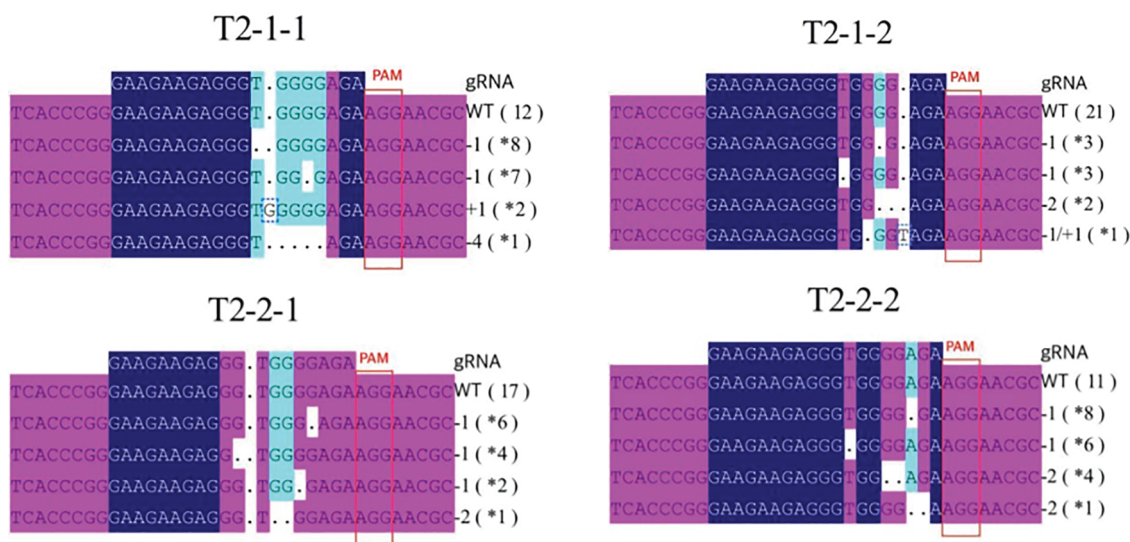 T2-1-1
PAM
GAAGAAGAGGGT.GGGGAGA gRNA
TCACCCGGGAAGAAGAGGGT.GGGGAGAAGGAACGC WT ( 12 )
TCACCCGGGAAGAAGAGGG..GGGGAGAAGGAACGC -1 ( *8 )
TCACCCGGGAAGAAGAGGGT.GG.GAGAAGGAACGC -1 ( *7 )
TCACCCGGGAAGAAGAGGGTGGGGGAGAAGGAACGC +1 ( *2 )
TCACCCGGGAAGAAGAGGGT.....AGAAGGAACGC -4 ( *1 )
T2-1-2
PAM
GAAGAAGAGGGTGGGG.AGA gRNA
TCACCCGGGAAGAAGAGGGTGGGG.AGAAGGAACGC WT ( 21 )
TCACCCGGGAAGAAGAGGGTGG.G.AGAAGGAACGC -1 ( *3 )
TCACCCGGGAAGAAGAGGG.GGGG.AGAAGGAACGC -1 ( *3 )
TCACCCGGGAAGAAGAGGGTGG...AGAAGGAACGC -2 ( *2 )
TCACCCGGGAAGAAGAGGGTG.GGTAGAAGGAACGC -1/+1 ( *1 )
T2-2-1
PAM
GAAGAAGAGGG.TGGGGAGA gRNA
TCACCCGGGAAGAAGAGGG.TGGGGAGAAGGAACGC WT ( 17 )
TCACCCGGGAAGAAGAGGG.TGGG.AGAAGGAACGC -1 ( *6 )
TCACCCGGGAAGAAGAGG..TGGGGAGAAGGAACGC -1 ( *4 )
TCACCCGGGAAGAAGAGGG.TGG.GAGAAGGAACGC -1 ( *2 )
TCACCCGGGAAGAAGAGGG.T..GGAGAAGGAACGC -2 ( *1 )
T2-2-2
PAM
GAAGAAGAGGGTGGGGAGA gRNA
TCACCCGGGAAGAAGAGGGTGGGGAGAAGGAACGC WT ( 11 )
TCACCCGGGAAGAAGAGGGTGGGG.GAAGGAACGC -1 ( *8 )
TCACCCGGGAAGAAGAGGG.GGGGAGAAGGAACGC -1 ( *6 )
TCACCCGGGAAGAAGAGGGTGG..AGAAGGAACGC -2 ( *4 )
TCACCCGGGAAGAAGAGGGTGGGG..AAGGAACGC -2 ( *1 )